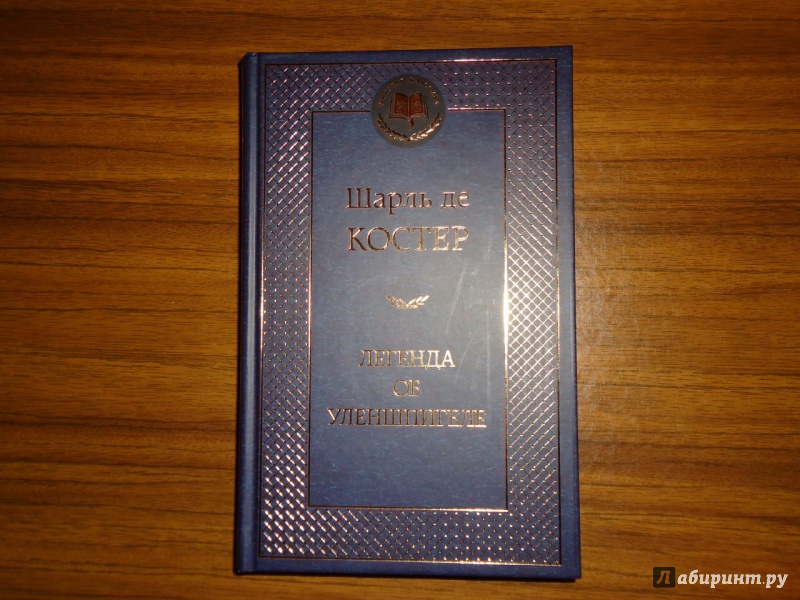 Шарль де
КОСТЕР
ЛЕГЕНДА
ОБ
УЛЕНШПИГЕЛЕ
Лабиринт.ру